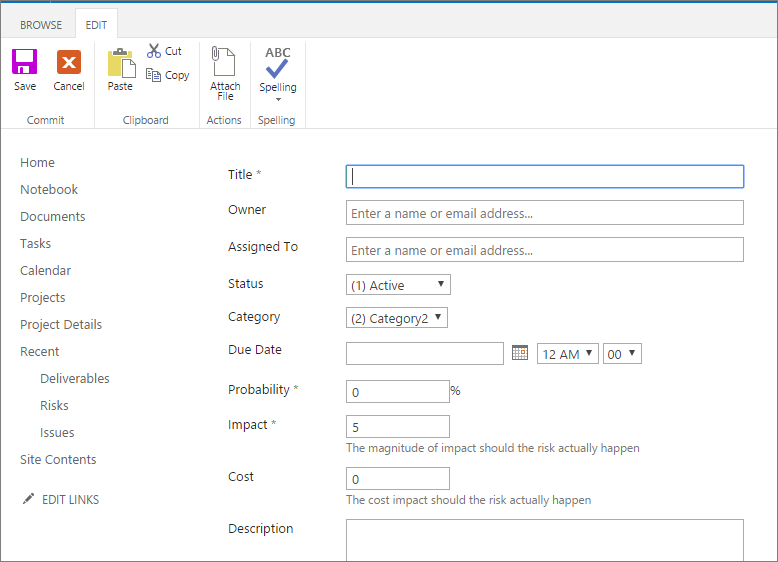 BROWSE EDIT
Save
Cancel
Paste
Cut
Copy
Attach
File
ABC
Spelling
Commit
Clipboard
Actions
Spelling
Home
Notebook
Documents
Tasks
Calendar
Projects
Project Details
Recent
Deliverables
Risks
Issues
Site Contents
EDIT LINKS
Title *
Owner Enter a name or email address...
Assigned To Enter a name or email address...
Status (1) Active
Category (2) Category2
Due Date 12 AM 00
Probability * 0 %
Impact * 5
The magnitude of impact should the risk actually happen
Cost 0
The cost impact should the risk actually happen
Description